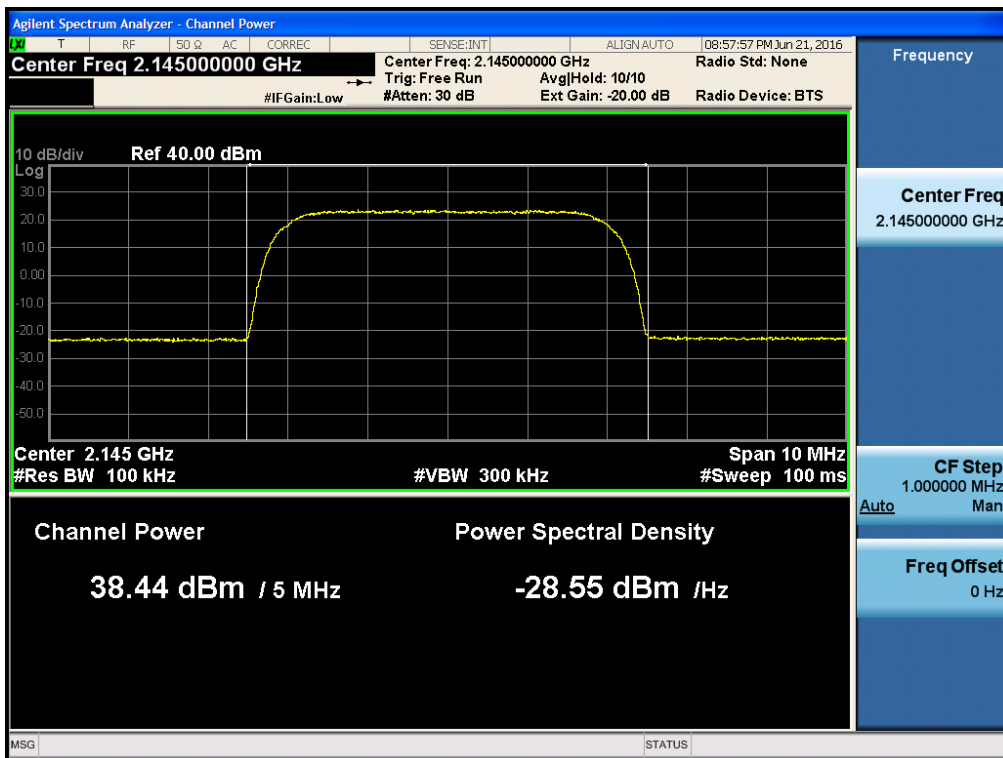 Agilent Spectrum Analyzer - Channel Power
LXI T RF 50 Ω AC CORREC SENSE:INT ALIGN AUTO 08:57:57 PM Jun 21, 2016
Center Freq 2.145000000 GHz
#IFGain:Low
Center Freq: 2.145000000 GHz
Trig: Free Run Avg|Hold: 10/10
#Atten: 30 dB Ext Gain: -20.00 dB
Radio Std: None
Radio Device: BTS
10 dB/div Ref 40.00 dBm
Log
30.0
20.0
10.0
0.00
-10.0
-20.0
-30.0
-40.0
-50.0
Center 2.145 GHz Span 10 MHz
#Res BW 100 kHz #VBW 300 kHz #Sweep 100 ms
Channel Power
38.44 dBm / 5 MHz
Power Spectral Density
-28.55 dBm /Hz
Frequency
Center Freq
2.145000000 GHz
CF Step
1.000000 MHz
Auto Man
Freq Offset
0 Hz
MSG STATUS